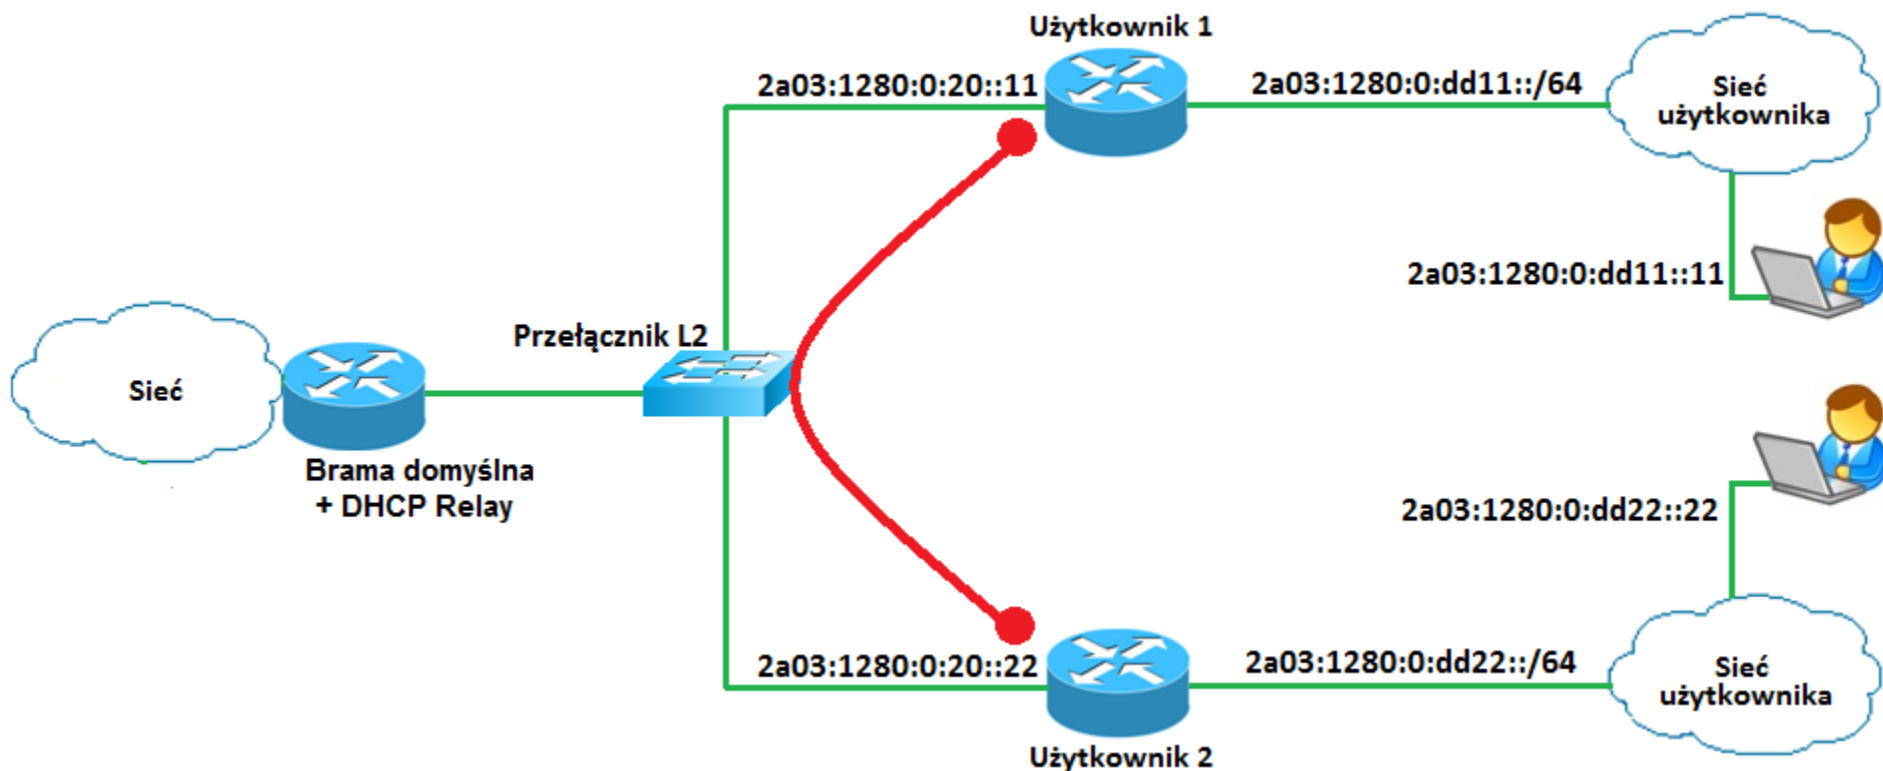 Użytkownik 1
2a03:1280:0:20::11
2a03:1280:0:dd11::/64
Sieć
użytkownika
2a03:1280:0:dd11::11
Przełącznik L2
Sieć
Brama domyślna
+ DHCP Relay
2a03:1280:0:dd22::22
2a03:1280:0:20::22
2a03:1280:0:dd22::/64
Sieć
użytkownika
Użytkownik 2